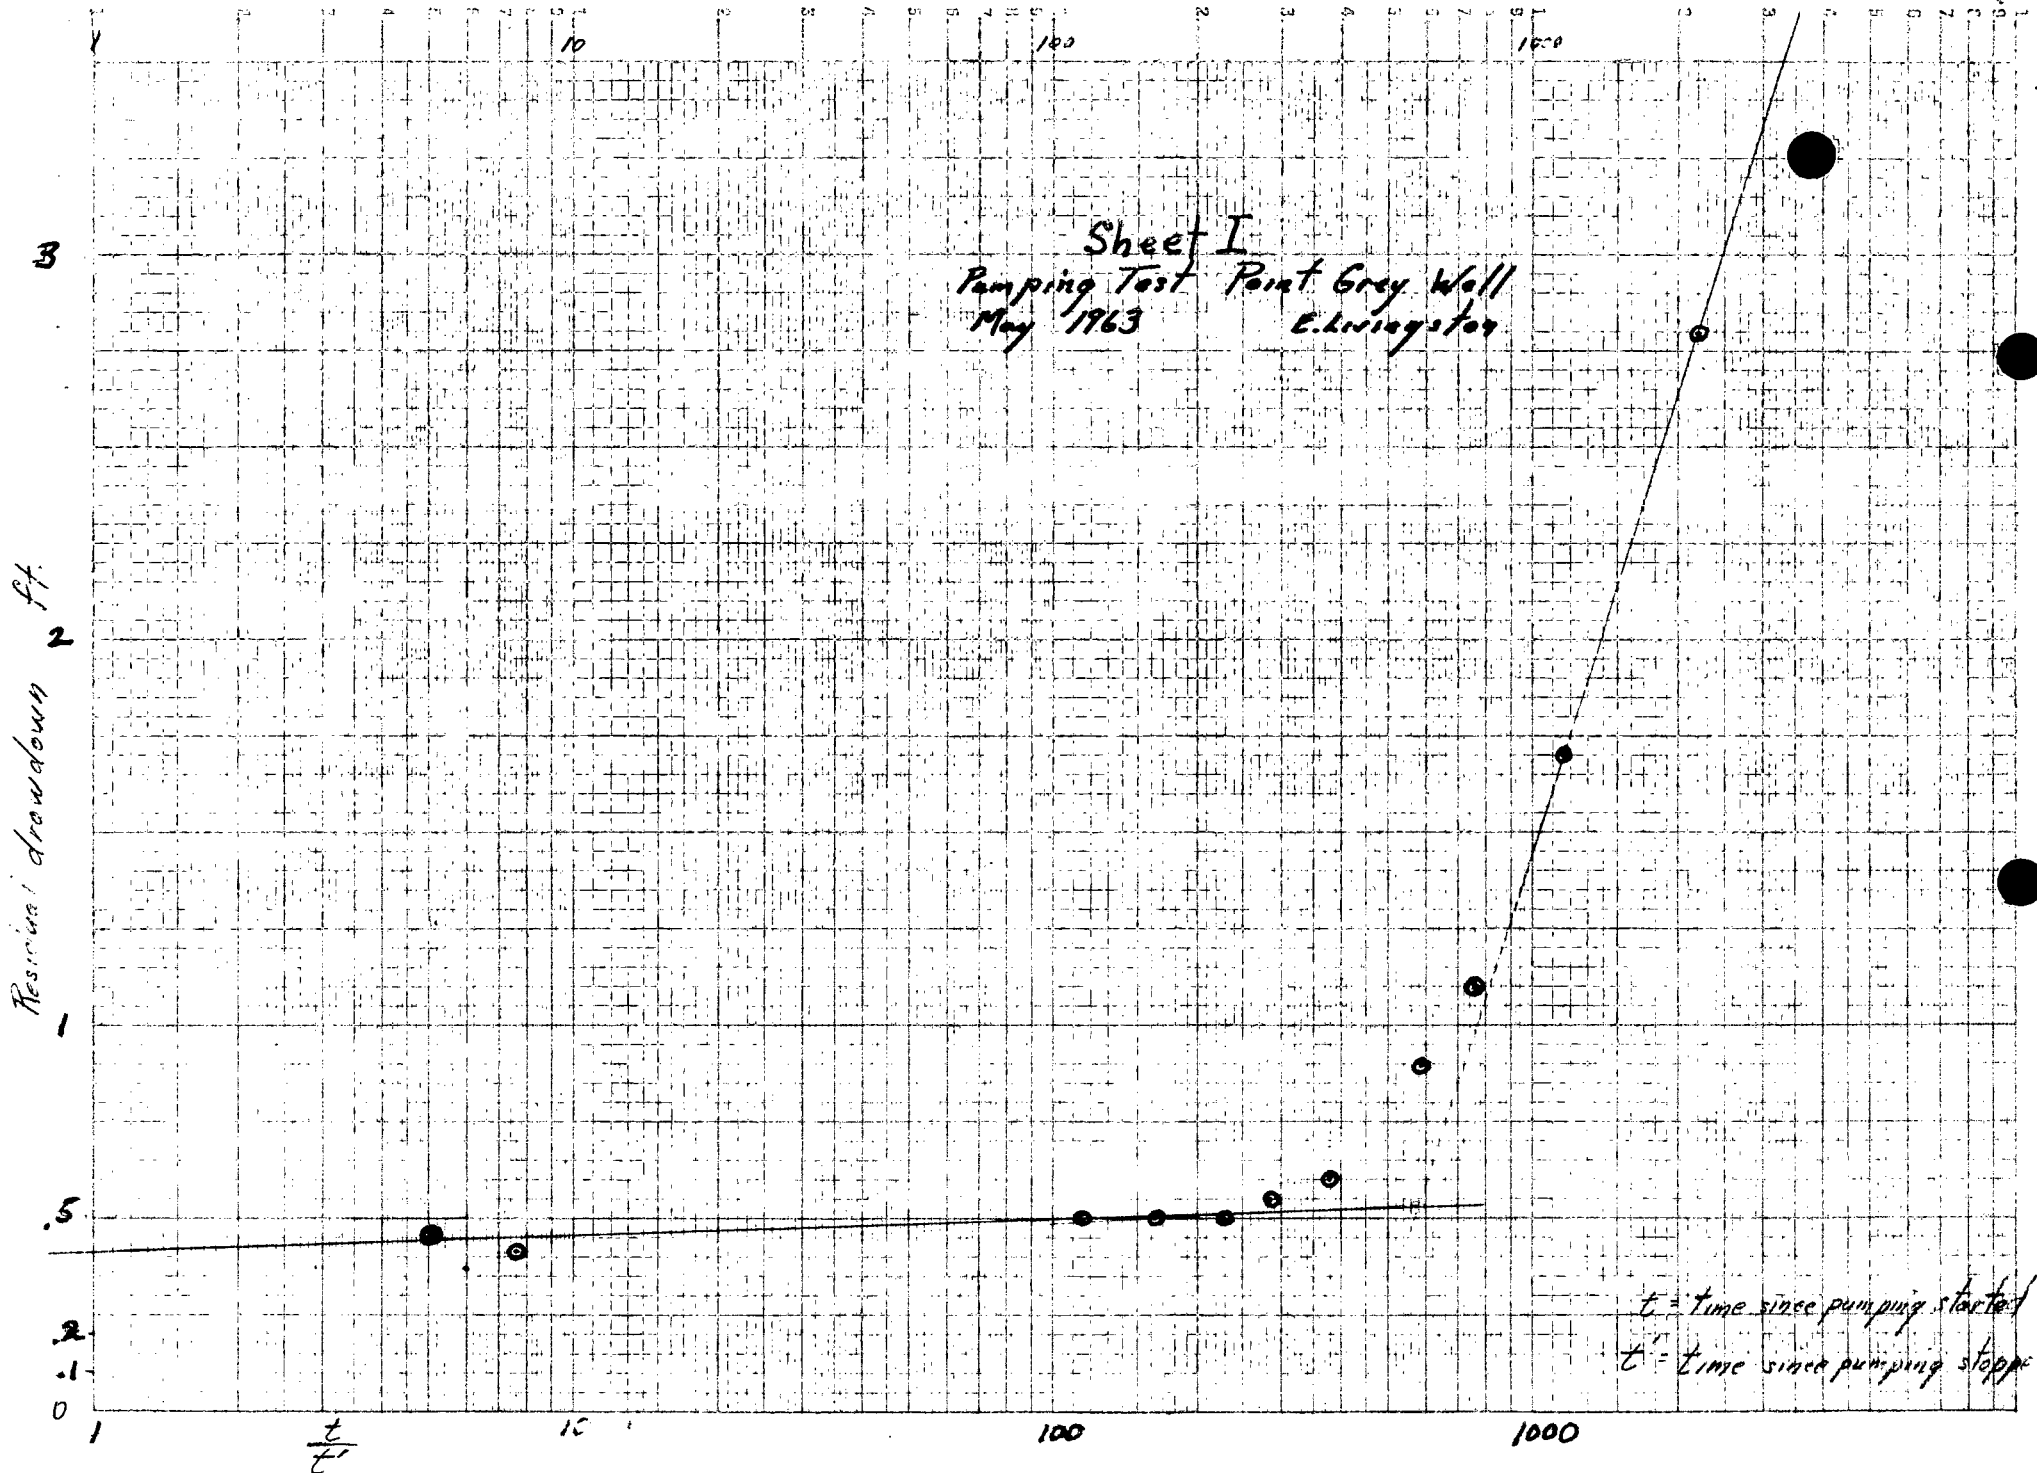 10 100 1000
Sheet I
Pumping Test Point Grey Well
May 1963 E. Livingston
3
2
1
.5
.2
.1
0
Residual drawdown ft.
t = time since pumping started
t' = time since pumping
1 100 1000
t/t'